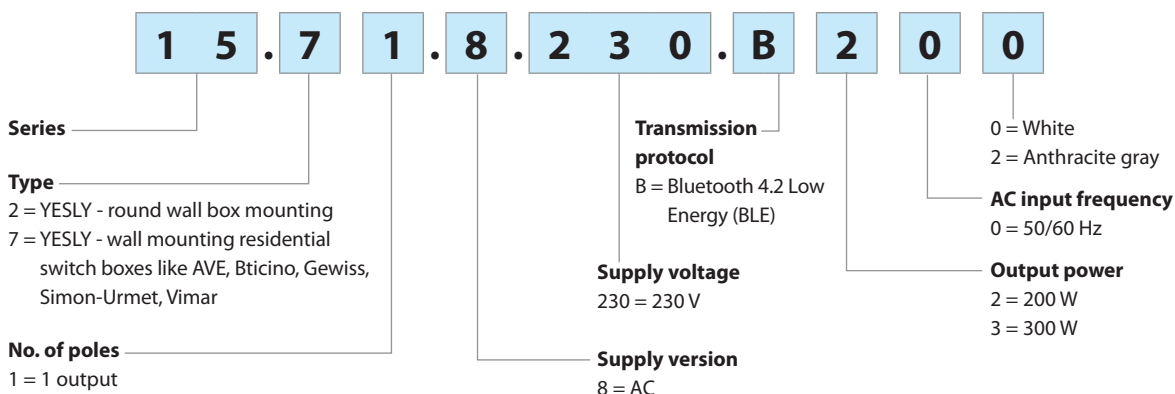 1 5 . 7 1 . 8 . 2 3 0 . B 2 0 0
Series
Type
2 = YESLY - round wall box mounting
7 = YESLY - wall mounting residential
switch boxes like AVE, Bticino, Gewiss,
Simon-Urmet, Vimar
No. of poles
1 = 1 output
Transmission
protocol
B = Bluetooth 4.2 Low
Energy (BLE)
Supply voltage
230 = 230 V
Supply version
8 = AC
0 = White
2 = Anthracite gray
AC input frequency
0 = 50/60 Hz
Output power
2 = 200 W
3 = 300 W